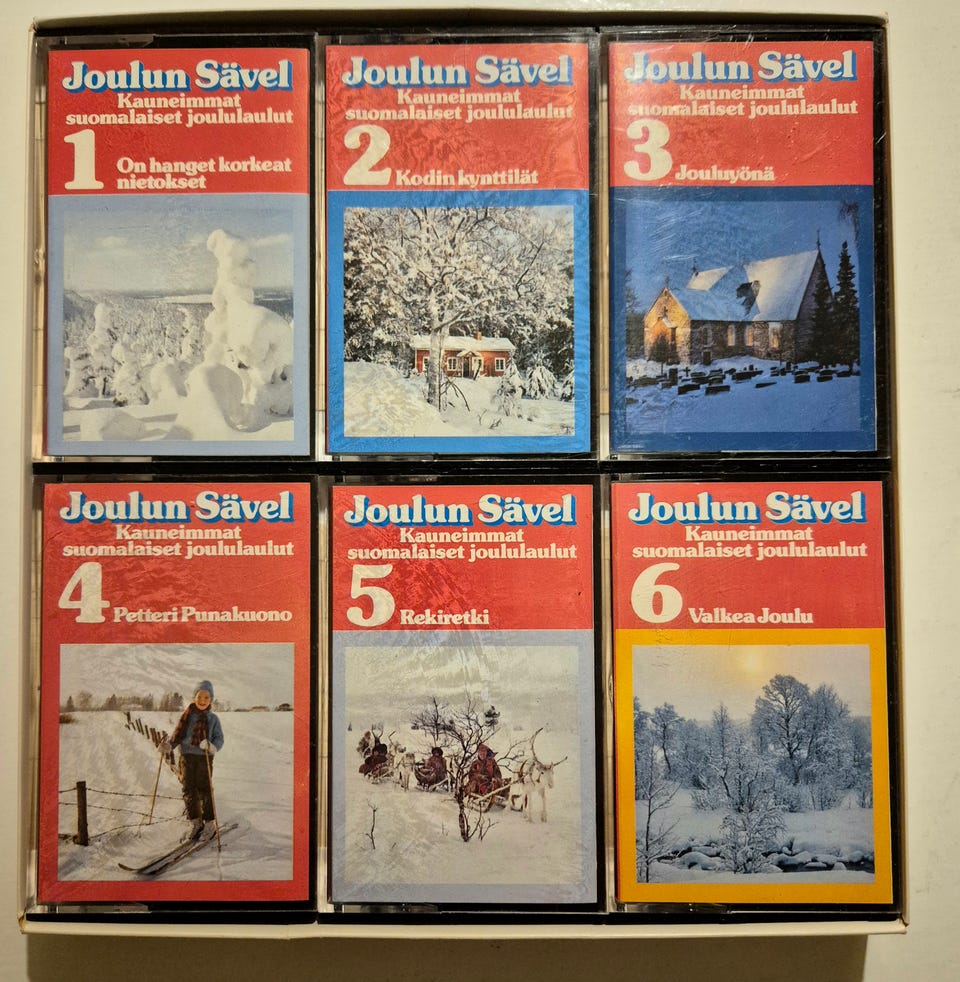 Joulun Sävel
Kauneimmat
suomalaiset joululaulut
1 On hanget korkeat
nietokset
Joulun Sävel
Kauneimmat
suomalaiset joululaulut
2 Kodin kynttilät
Joulun Sävel
Kauneimmat
suomalaiset joululaulut
3 Jouluyönä
Joulun Sävel
Kauneimmat
suomalaiset joululaulut
4 Petteri Punakuono
Joulun Sävel
Kauneimmat
suomalaiset joululaulut
5 Rekiretki
Joulun Sävel
Kauneimmat
suomalaiset joululaulut
6 Valkea Joulu